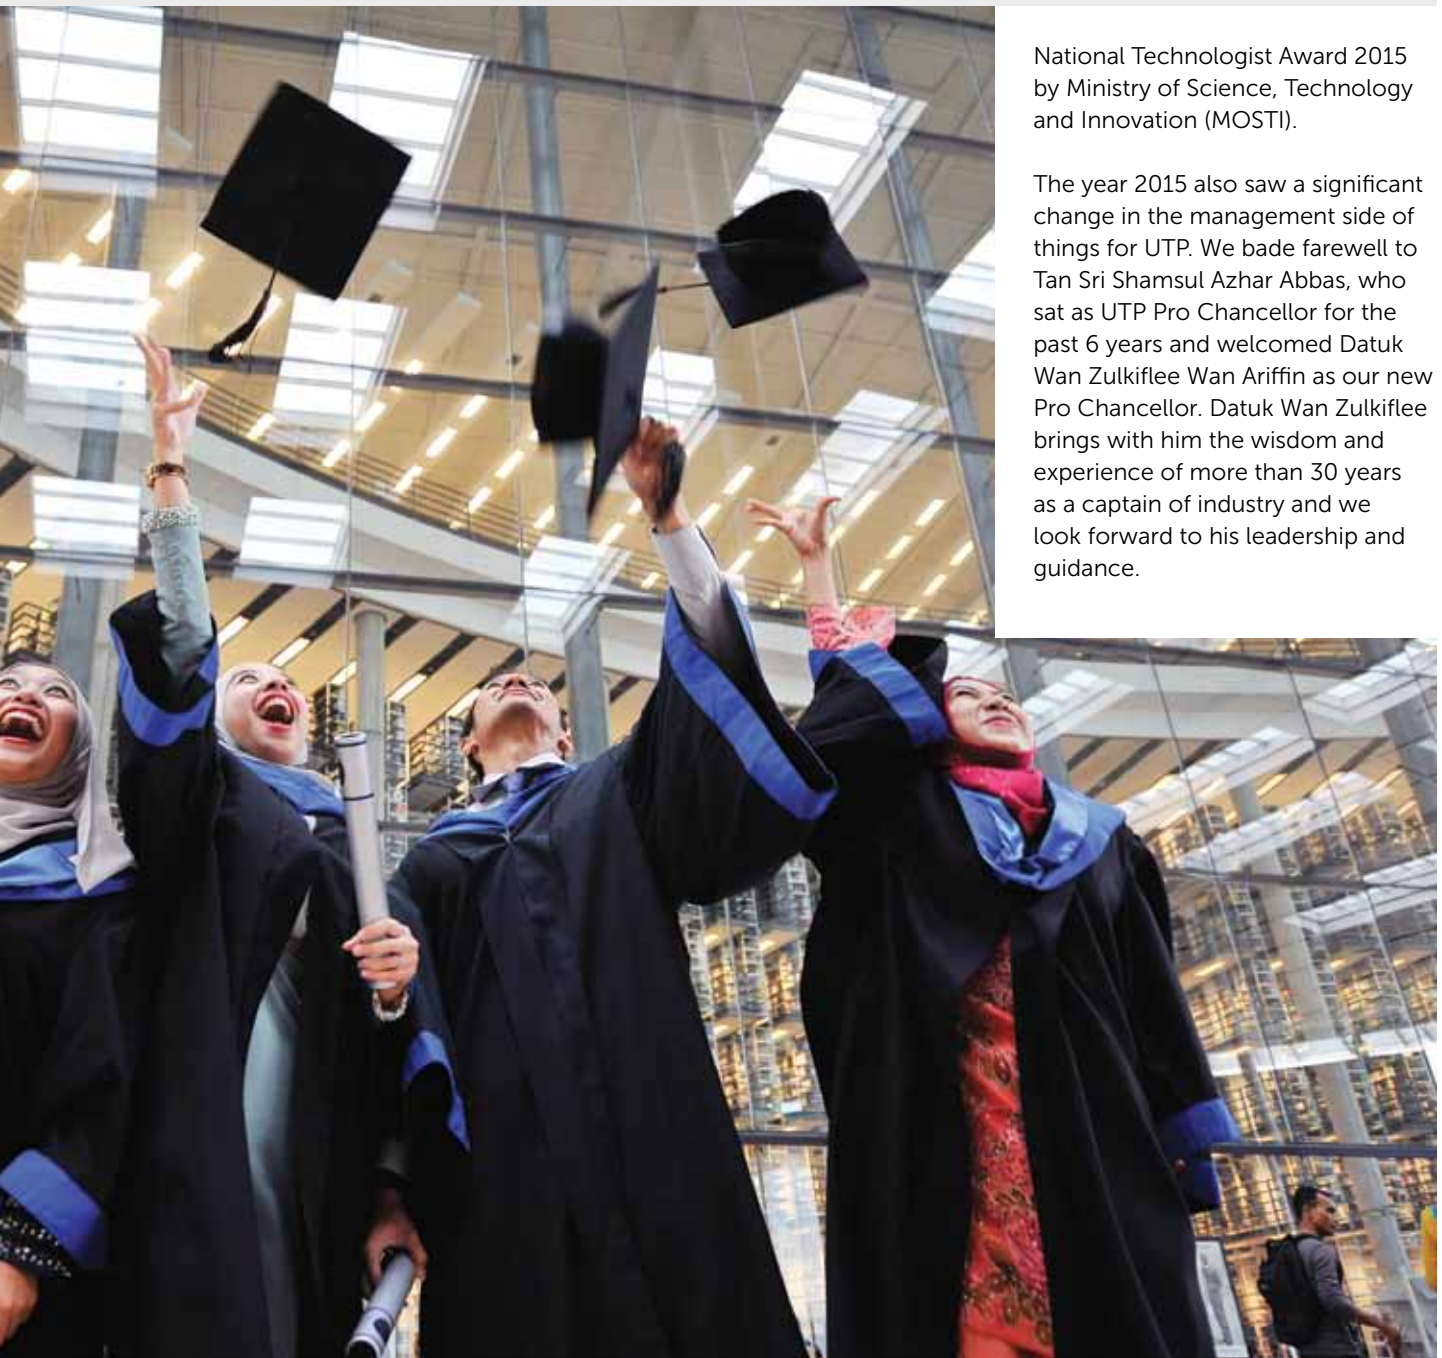 National Technologist Award 2015
by Ministry of Science, Technology
and Innovation (MOSTI).
The year 2015 also saw a significant
change in the management side of
things for UTP. We bade farewell to
Tan Sri Shamsul Azhar Abbas, who
sat as UTP Pro Chancellor for the
past 6 years and welcomed Datuk
Wan Zulkiflee Wan Ariffin as our new
Pro Chancellor. Datuk Wan Zulkiflee
brings with him the wisdom and
experience of more than 30 years
as a captain of industry and we
look forward to his leadership and
guidance.